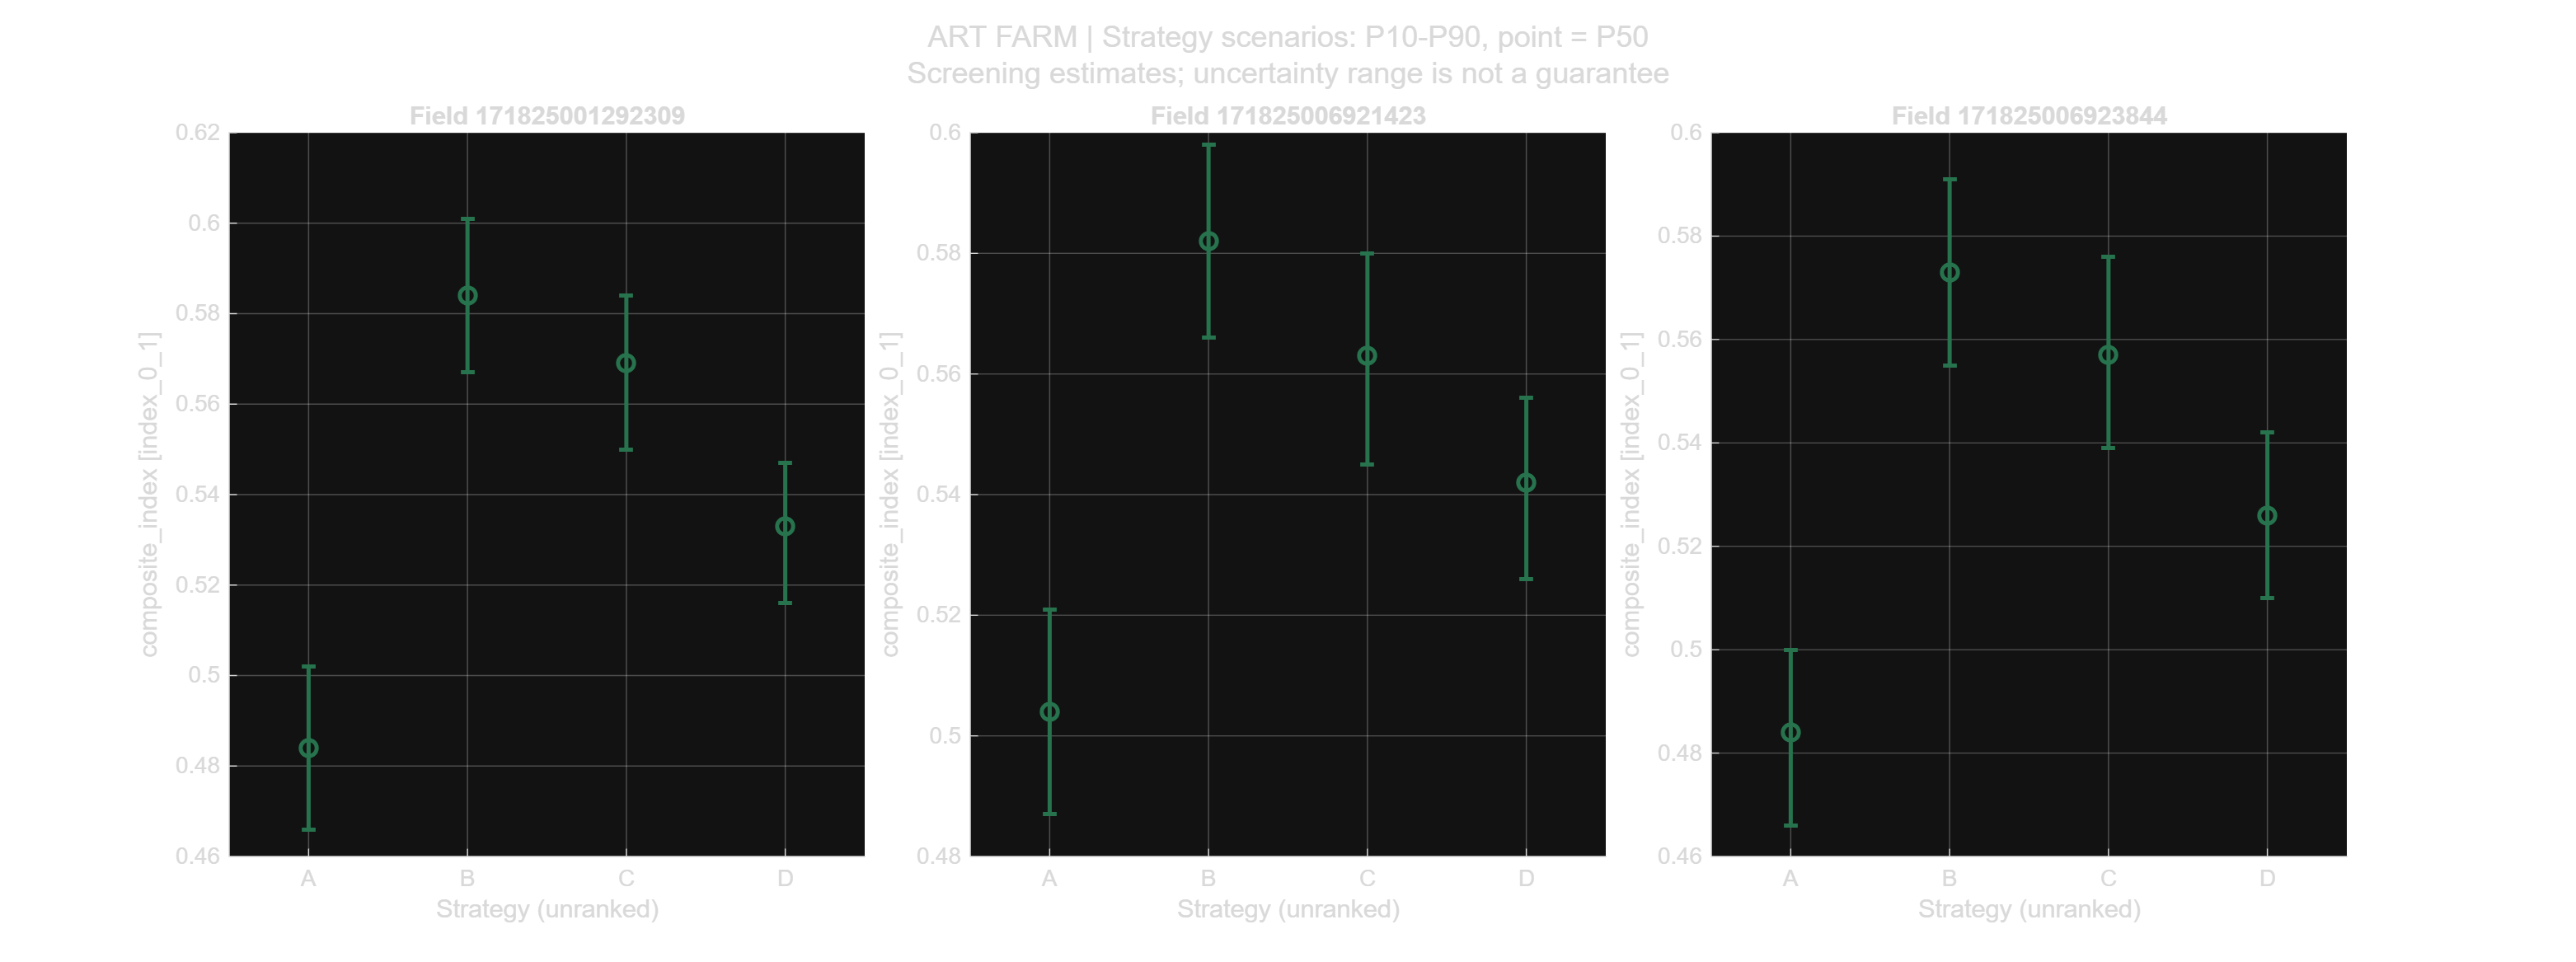 ART FARM | Strategy scenarios: P10-P90, point = P50
Screening estimates; uncertainty range is not a guarantee
Field 171825001292309
0.62
0.6
0.58
0.56
0.54
0.52
0.5
0.48
0.46
composite_index [index_0_1]
A B C D
Strategy (unranked)
Field 171825006921423
0.6
0.58
0.56
0.54
0.52
0.5
0.48
composite_index [index_0_1]
A B C D
Strategy (unranked)
Field 171825006923844
0.6
0.58
0.56
0.54
0.52
0.5
0.48
0.46
composite_index [index_0_1]
A B C D
Strategy (unranked)